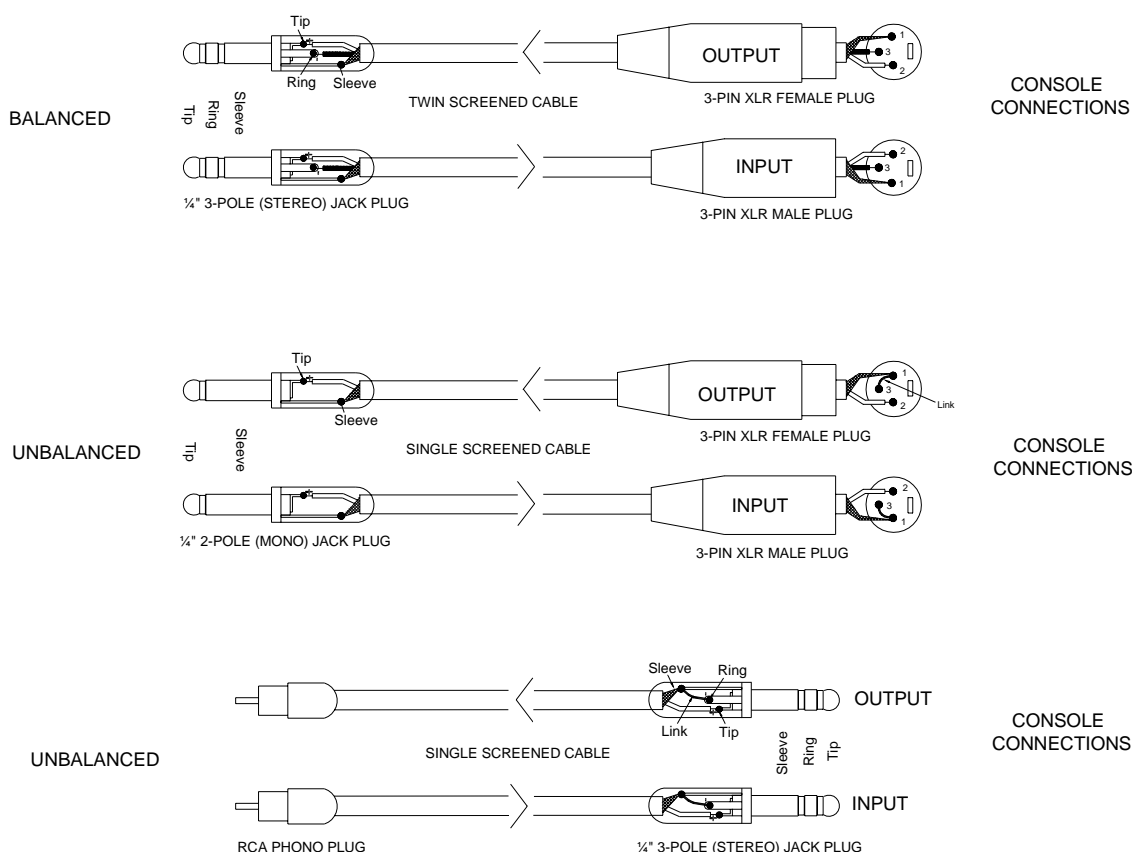 Tip
Ring
Sleeve
OUTPUT
1
3
2
TWIN SCREENED CABLE
3-PIN XLR FEMALE PLUG
CONSOLE
CONNECTIONS
BALANCED
Tip
Ring
Sleeve
INPUT
2
3
1
¼" 3-POLE (STEREO) JACK PLUG
3-PIN XLR MALE PLUG
Tip
Sleeve
OUTPUT
1
3
2
Link
SINGLE SCREENED CABLE
3-PIN XLR FEMALE PLUG
UNBALANCED
Tip
Sleeve
CONSOLE
CONNECTIONS
INPUT
2
3
1
¼" 2-POLE (MONO) JACK PLUG
3-PIN XLR MALE PLUG
Sleeve
Ring
Link
Tip
OUTPUT
UNBALANCED
SINGLE SCREENED CABLE
Sleeve
Ring
Tip
CONSOLE
CONNECTIONS
INPUT
RCA PHONO PLUG
¼" 3-POLE (STEREO) JACK PLUG